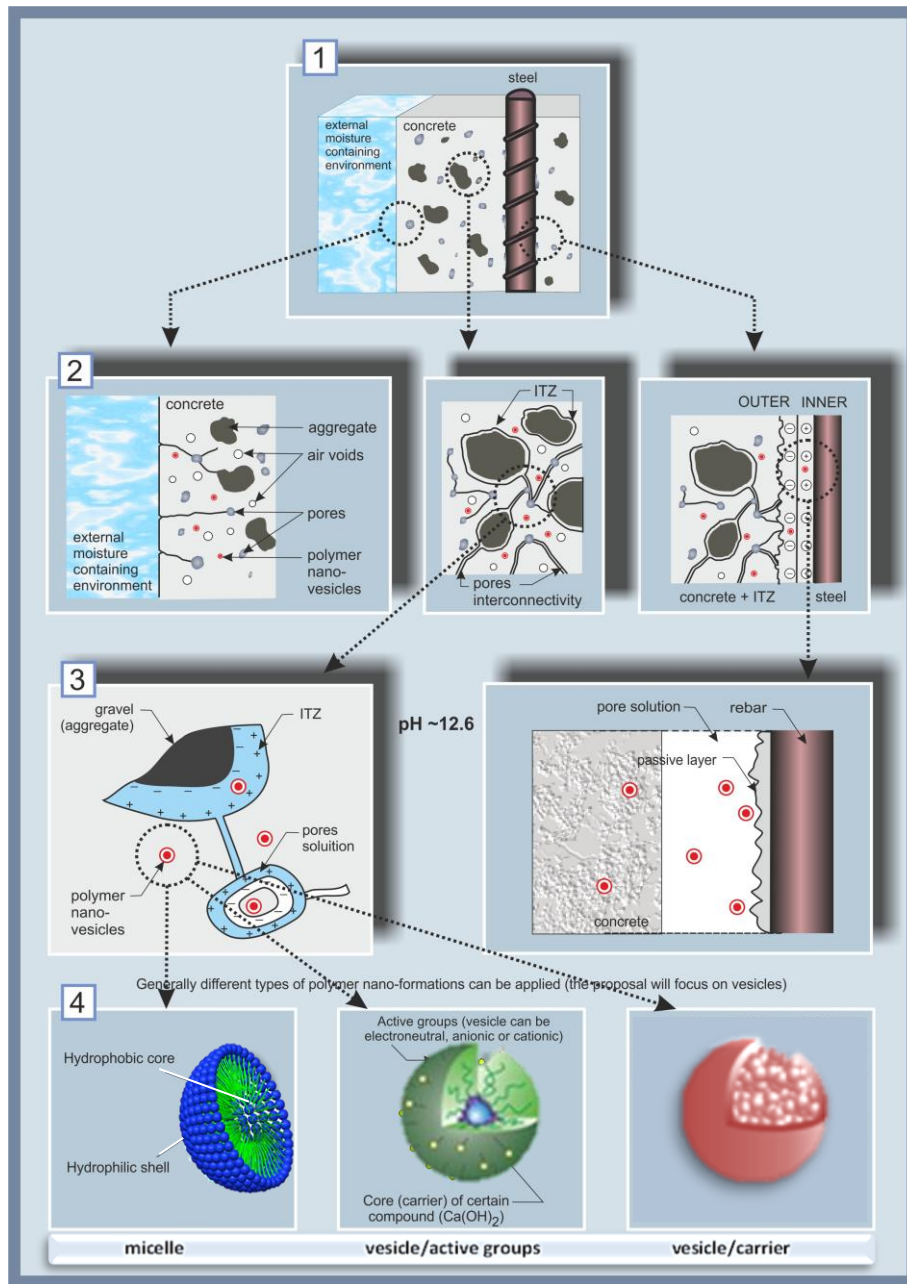 1
steel
external
moisture
containing
environment
concrete
2
concrete
aggregate
air voids
pores
polymer
nano-
vesicles
external
moisture
containing
environment
ITZ
pores
interconnectivity
OUTER INNER
− +
− +
− +
− +
− +
− +
concrete + ITZ steel
3
gravel
(aggregate)
ITZ
pores
soluition
polymer
nano-
vesicles
pH ~12.6
pore solution
rebar
passive layer
concrete
Generally different types of polymer nano-formations can be applied (the proposal will focus on vesicles)
4
Hydrophobic core
Hydrophilic shell
Active groups (vesicle can be
electroneutral, anionic or cationic)
Core (carrier) of certain
compound (Ca(OH)2)
micelle
vesicle/active groups
vesicle/carrier